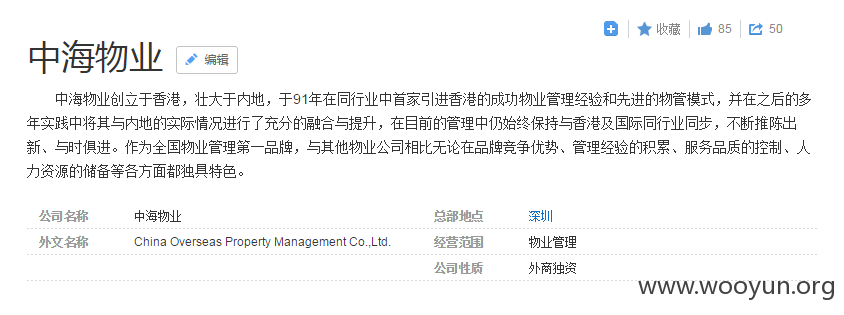 收藏 85 50
中海物业 编辑
中海物业创立于香港，壮大于内地，于91年在同行业中首家引进香港的成功物业管理经验和先进的物管模式，并在之后的多
年实践中将其与内地的实际情况进行了充分的融合与提升，在目前的管理中仍始终保持与香港及国际同行业同步，不断推陈出
新、与时俱进。作为全国物业管理第一品牌，与其他物业公司相比无论在品牌竞争优势、管理经验的积累、服务品质的控制、人
力资源的储备等各方面都独具特色。
公司名称 中海物业 总部地点 深圳
外文名称 China Overseas Property Management Co.,Ltd. 经营范围 物业管理
公司性质 外商独资
www.wooyun.org